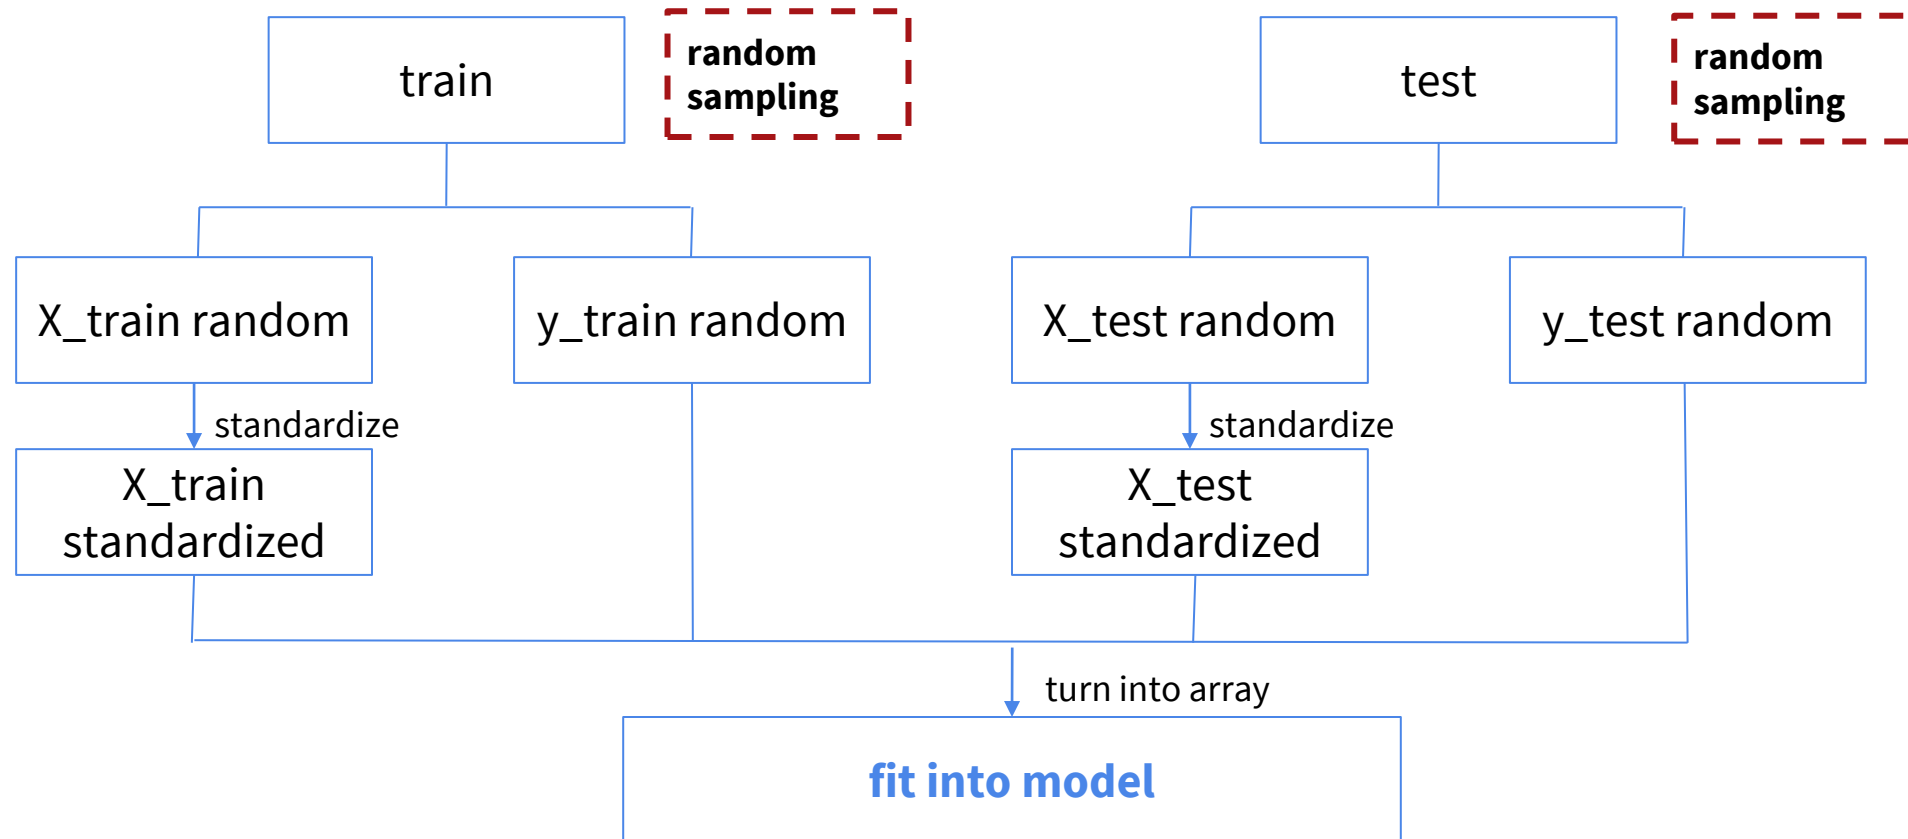 train
random
sampling
test
random
sampling
X_train random
y_train random
X_test random
y_test random
standardize
standardize
X_train
standardized
X_test
standardized
turn into array
fit into model